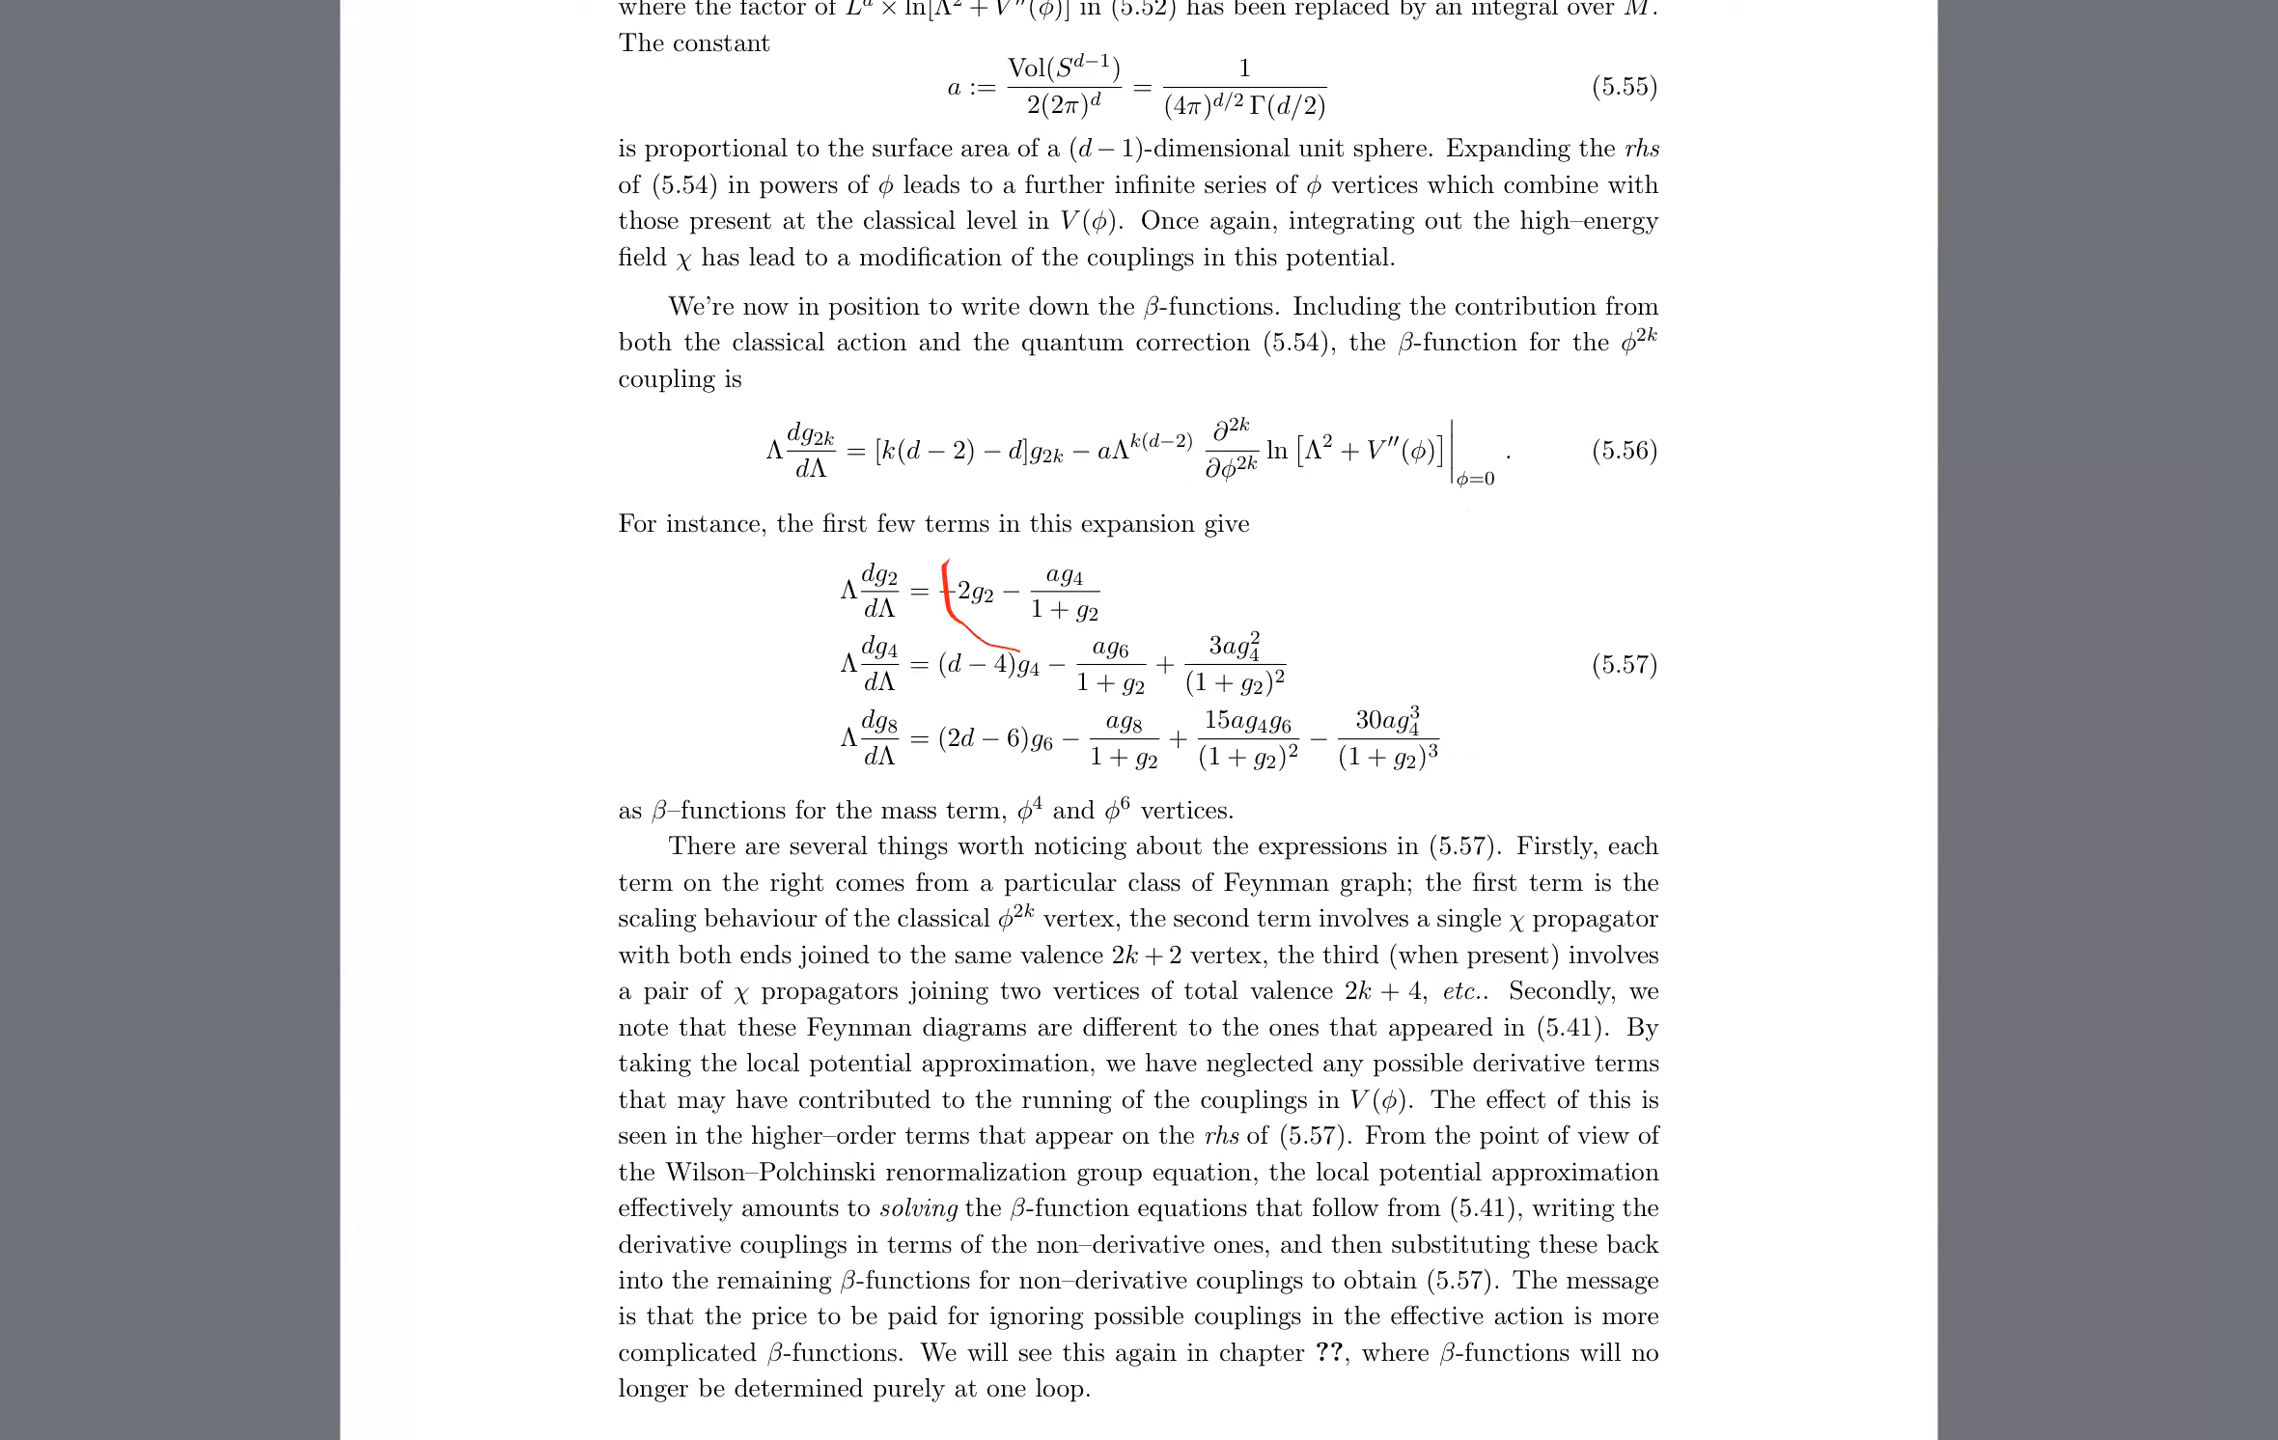 where the factor of L^d × ln[Λ² + V″(ϕ)] in (5.52) has been replaced by an integral over M.
The constant
a := Vol(S^{d−1}) / 2(2π)^d = 1 / (4π)^{d/2} Γ(d/2) (5.55)
is proportional to the surface area of a (d − 1)-dimensional unit sphere. Expanding the rhs
of (5.54) in powers of ϕ leads to a further infinite series of ϕ vertices which combine with
those present at the classical level in V(ϕ). Once again, integrating out the high–energy
field χ has lead to a modification of the couplings in this potential.
We're now in position to write down the β-functions. Including the contribution from
both the classical action and the quantum correction (5.54), the β-function for the ϕ^{2k}
coupling is
Λ dg_{2k}/dΛ = [k(d − 2) − d]g_{2k} − aΛ^{k(d−2)} ∂^{2k}/∂ϕ^{2k} ln [Λ² + V″(ϕ)] |_{ϕ=0} . (5.56)
For instance, the first few terms in this expansion give
Λ dg₂/dΛ = −2g₂ − ag₄/(1 + g₂)
Λ dg₄/dΛ = (d − 4)g₄ − ag₆/(1 + g₂) + 3ag₄²/(1 + g₂)² (5.57)
Λ dg₈/dΛ = (2d − 6)g₆ − ag₈/(1 + g₂) + 15ag₄g₆/(1 + g₂)² − 30ag₄³/(1 + g₂)³
as β–functions for the mass term, ϕ⁴ and ϕ⁶ vertices.
There are several things worth noticing about the expressions in (5.57). Firstly, each
term on the right comes from a particular class of Feynman graph; the first term is the
scaling behaviour of the classical ϕ^{2k} vertex, the second term involves a single χ propagator
with both ends joined to the same valence 2k + 2 vertex, the third (when present) involves
a pair of χ propagators joining two vertices of total valence 2k + 4, etc.. Secondly, we
note that these Feynman diagrams are different to the ones that appeared in (5.41). By
taking the local potential approximation, we have neglected any possible derivative terms
that may have contributed to the running of the couplings in V(ϕ). The effect of this is
seen in the higher–order terms that appear on the rhs of (5.57). From the point of view of
the Wilson–Polchinski renormalization group equation, the local potential approximation
effectively amounts to solving the β-function equations that follow from (5.41), writing the
derivative couplings in terms of the non–derivative ones, and then substituting these back
into the remaining β-functions for non–derivative couplings to obtain (5.57). The message
is that the price to be paid for ignoring possible couplings in the effective action is more
complicated β-functions. We will see this again in chapter ??, where β-functions will no
longer be determined purely at one loop.